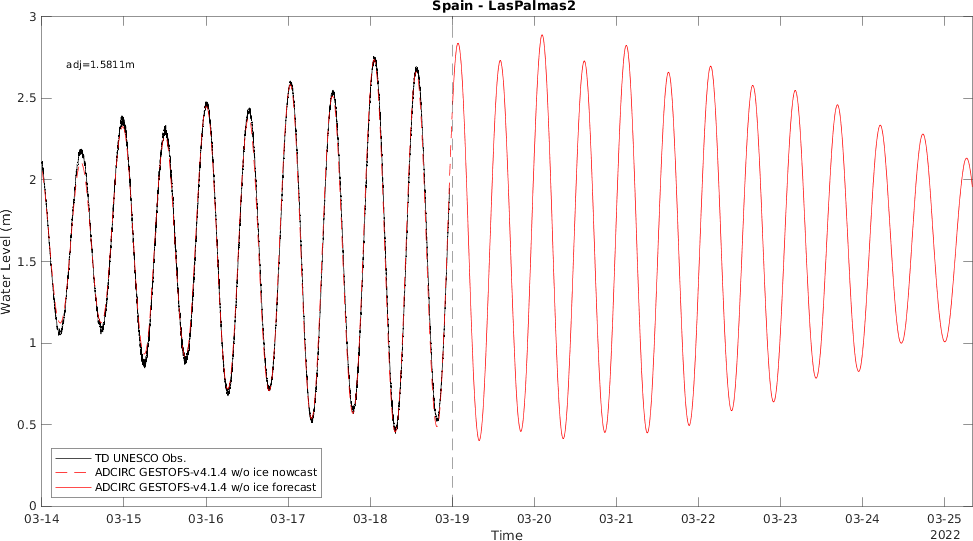 Spain - LasPalmas2
adj=1.5811m
3
2.5
2
1.5
1
0.5
0
Water Level (m)
TD UNESCO Obs.
ADCIRC GESTOFS-v4.1.4 w/o ice nowcast
ADCIRC GESTOFS-v4.1.4 w/o ice forecast
03-14 03-15 03-16 03-17 03-18 03-19 03-20 03-21 03-22 03-23 03-24 03-25
2022
Time